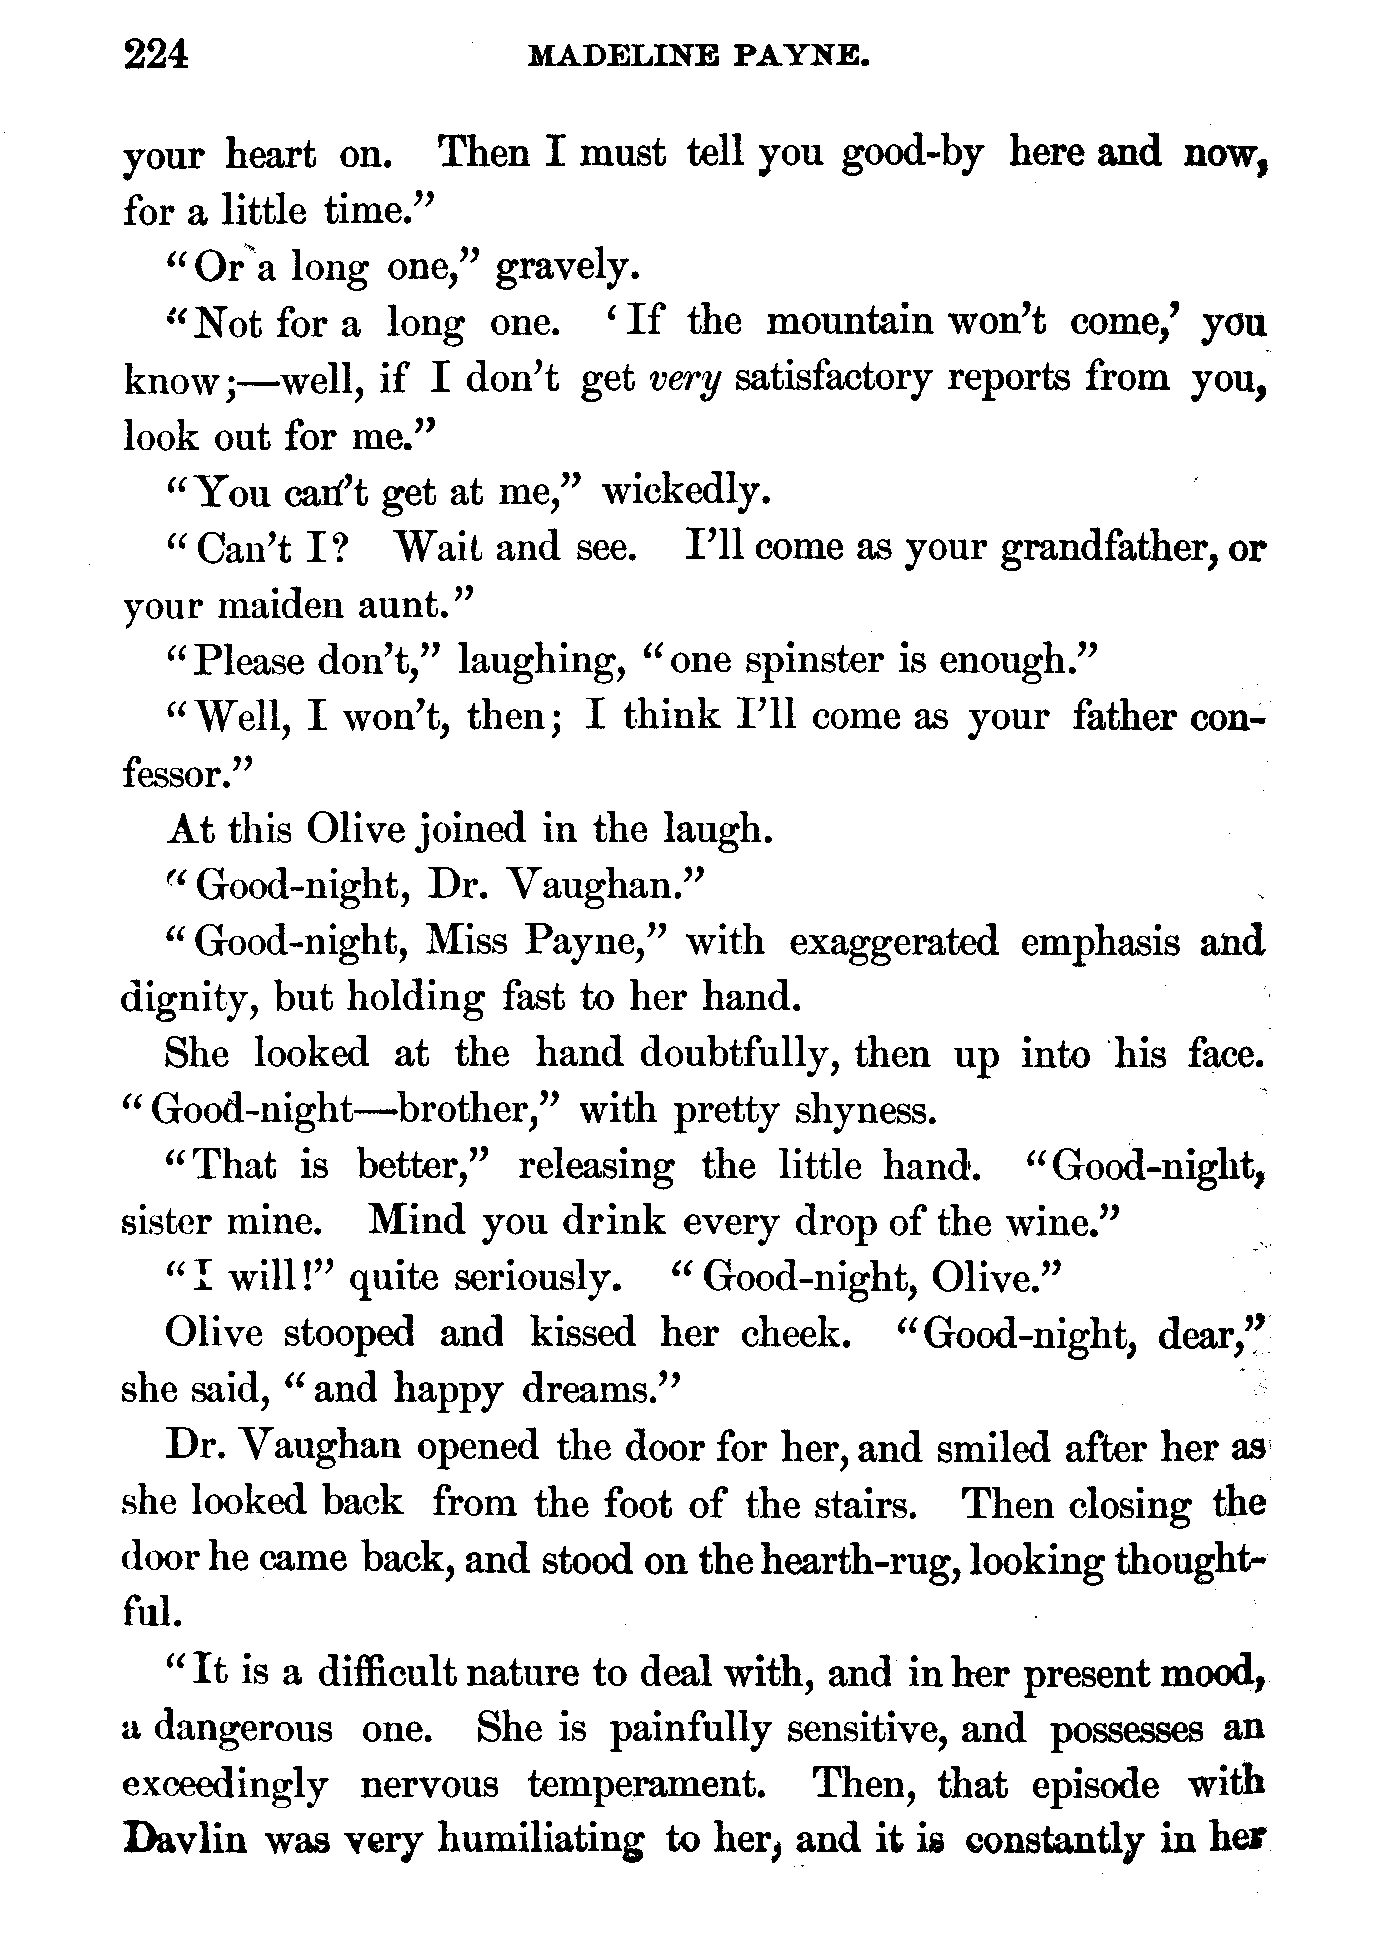 224 MADELINE PAYNE.
your heart on. Then I must tell you good-by here and now,
for a little time.”
“Or a long one,” gravely.
“Not for a long one. ‘If the mountain won’t come,’ you
know;—well, if I don’t get very satisfactory reports from you,
look out for me.”
“You can’t get at me,” wickedly.
“Can’t I? Wait and see. I’ll come as your grandfather, or
your maiden aunt.”
“Please don’t,” laughing, “one spinster is enough.”
“Well, I won’t, then; I think I’ll come as your father con-
fessor.”
At this Olive joined in the laugh.
“Good-night, Dr. Vaughan.”
“Good-night, Miss Payne,” with exaggerated emphasis and
dignity, but holding fast to her hand.
She looked at the hand doubtfully, then up into his face.
“Good-night—brother,” with pretty shyness.
“That is better,” releasing the little hand. “Good-night,
sister mine. Mind you drink every drop of the wine.”
“I will!” quite seriously. “Good-night, Olive.”
Olive stooped and kissed her cheek. “Good-night, dear,”
she said, “and happy dreams.”
Dr. Vaughan opened the door for her, and smiled after her as
she looked back from the foot of the stairs. Then closing the
door he came back, and stood on the hearth-rug, looking thought-
ful.
“It is a difficult nature to deal with, and in her present mood,
a dangerous one. She is painfully sensitive, and possesses an
exceedingly nervous temperament. Then, that episode with
Davlin was very humiliating to her, and it is constantly in her